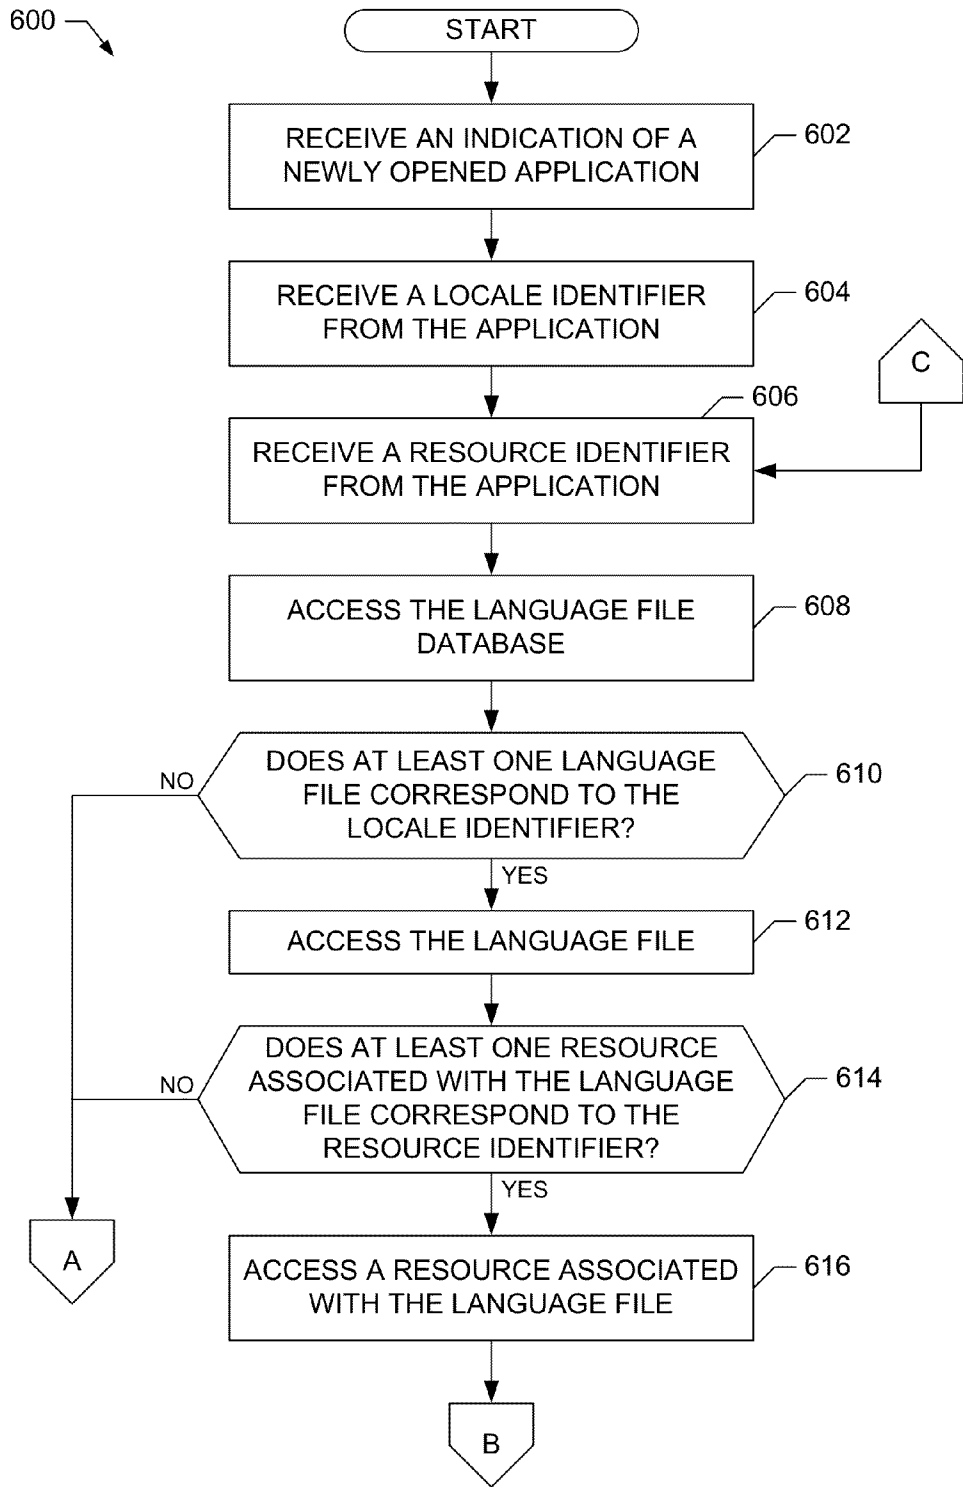 600
START
RECEIVE AN INDICATION OF A
NEWLY OPENED APPLICATION
602
RECEIVE A LOCALE IDENTIFIER
FROM THE APPLICATION
604
C
606
RECEIVE A RESOURCE IDENTIFIER
FROM THE APPLICATION
ACCESS THE LANGUAGE FILE
DATABASE
608
DOES AT LEAST ONE LANGUAGE
FILE CORRESPOND TO THE
LOCALE IDENTIFIER?
610
NO
YES
ACCESS THE LANGUAGE FILE
612
DOES AT LEAST ONE RESOURCE
ASSOCIATED WITH THE LANGUAGE
FILE CORRESPOND TO THE
RESOURCE IDENTIFIER?
614
NO
YES
A
ACCESS A RESOURCE ASSOCIATED
WITH THE LANGUAGE FILE
616
B